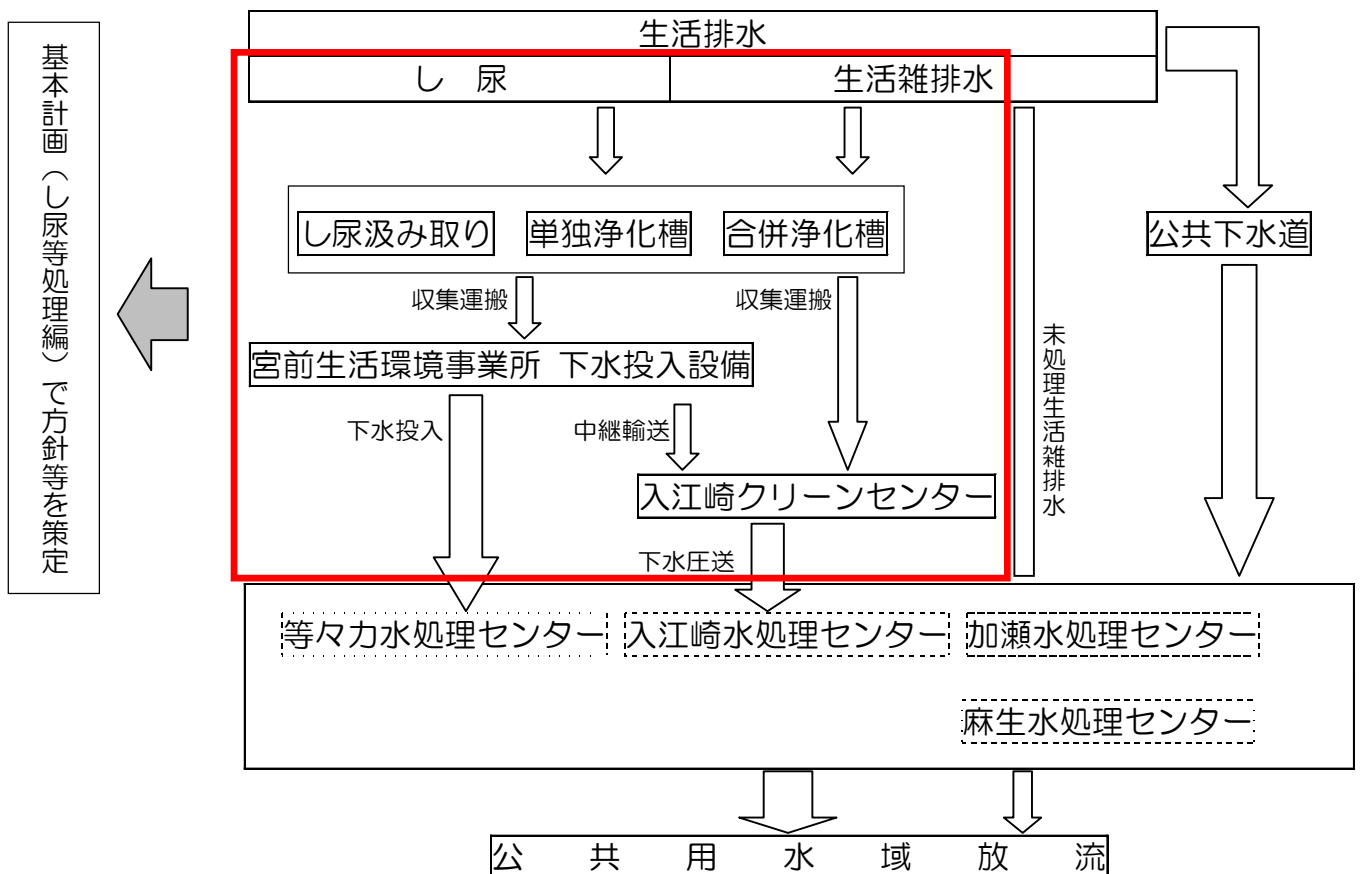 生活排水
し 尿
生活雑排水
基本計画（し尿等処理編）で方針等を策定
し尿汲み取り
単独浄化槽
合併浄化槽
公共下水道
収集運搬
収集運搬
宮前生活環境事業所 下水投入設備
未処理生活雑排水
下水投入
中継輸送
入江崎クリーンセンター
下水圧送
等々力水処理センター
入江崎水処理センター
加瀬水処理センター
麻生水処理センター
公 共 用 水 域 放 流